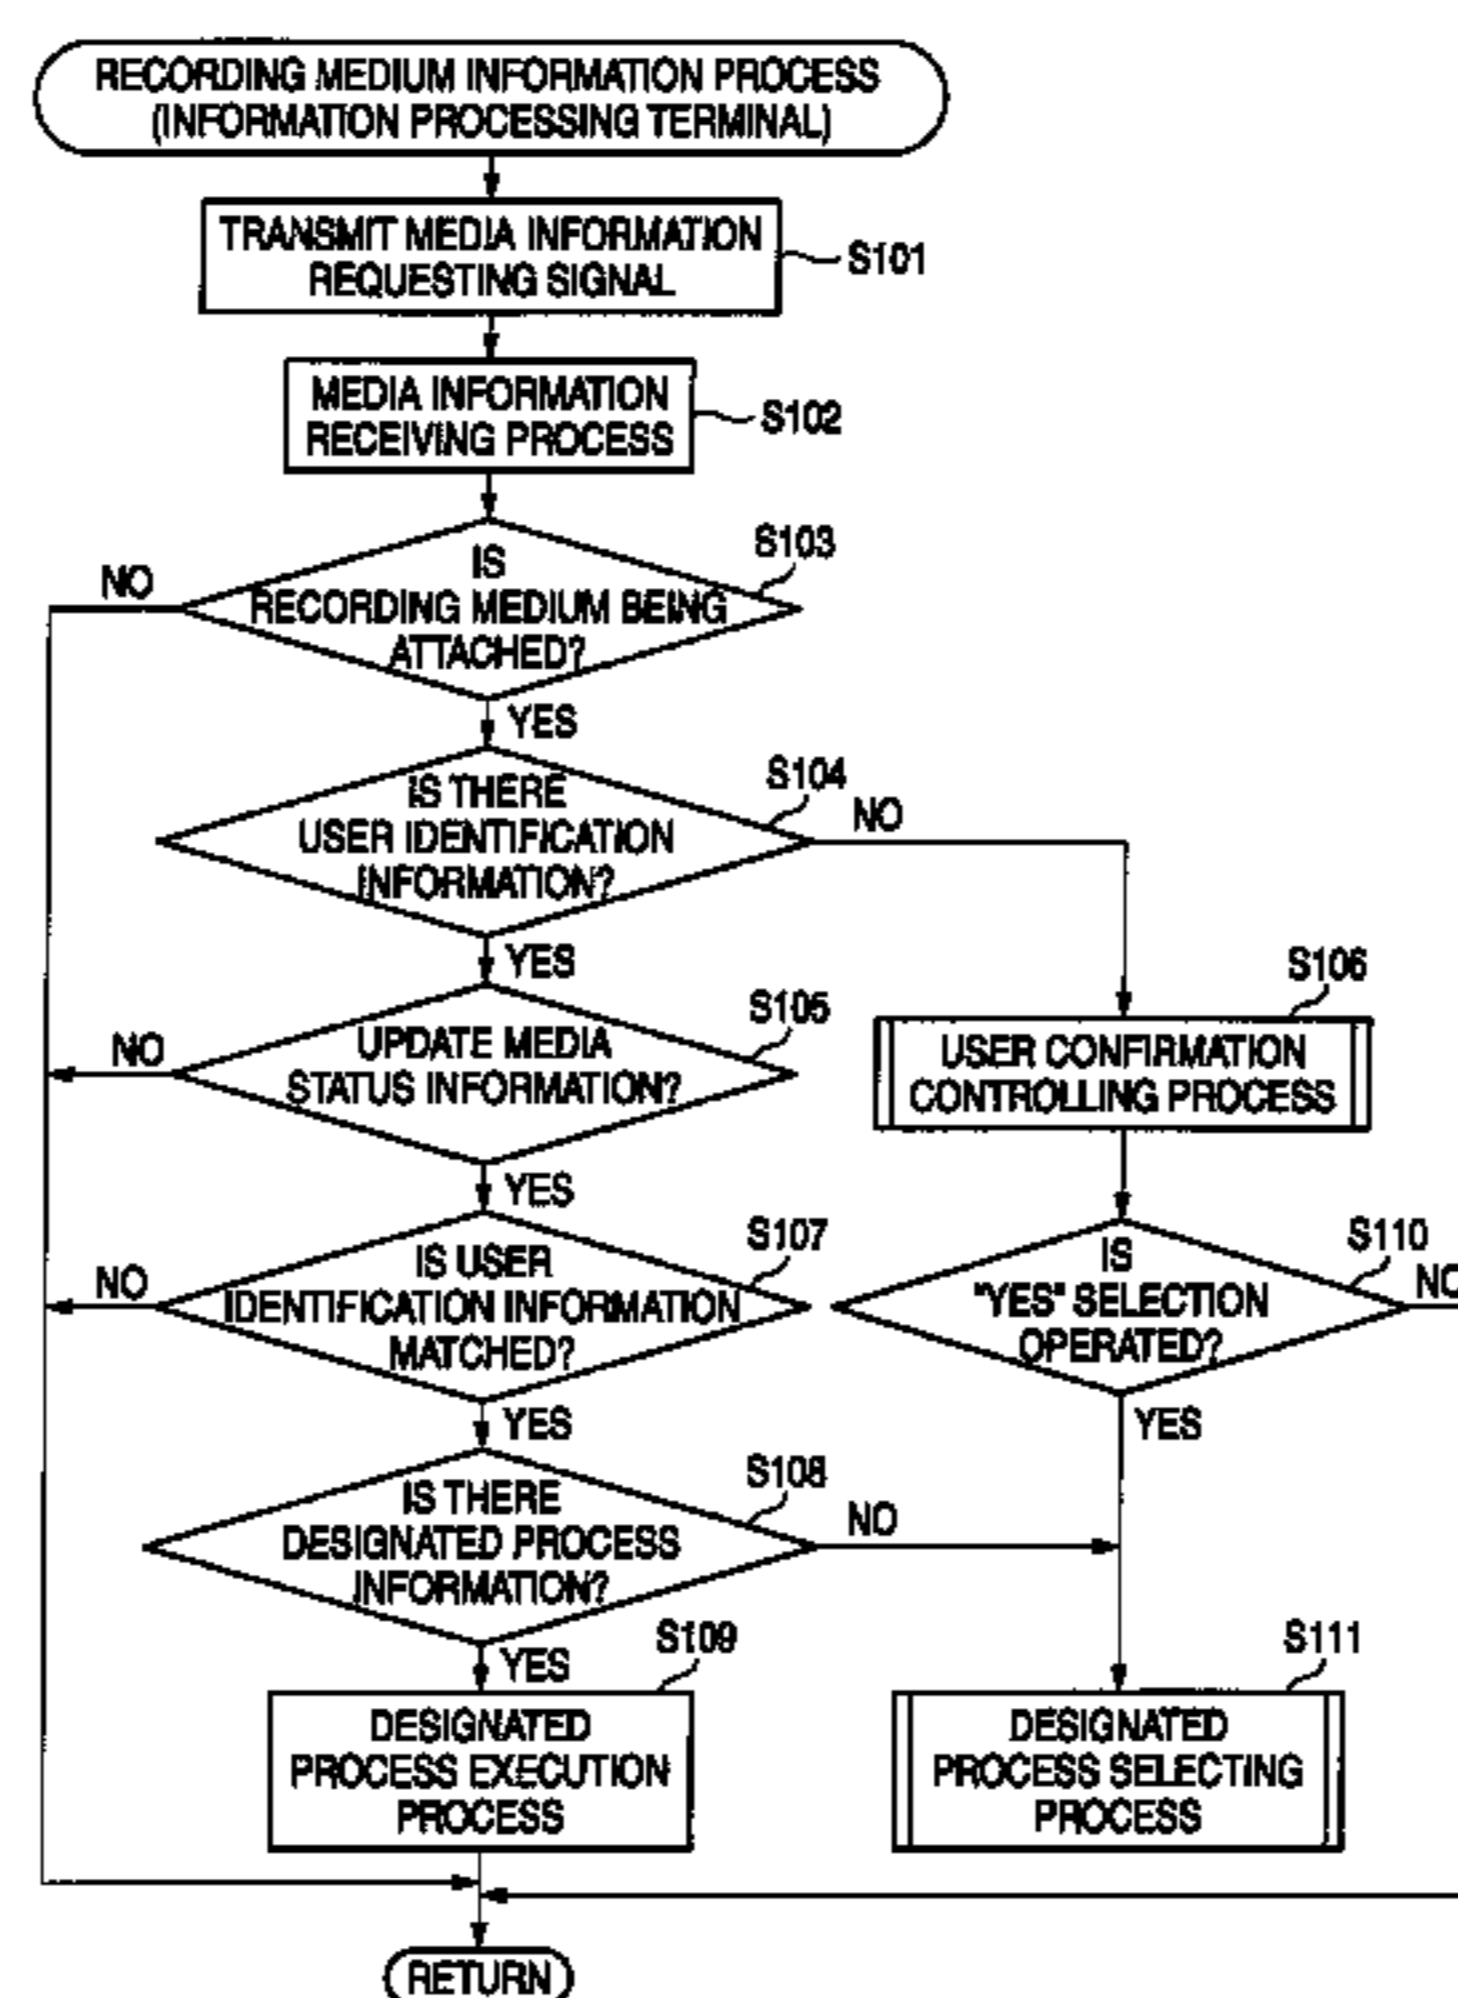 RECORDING MEDIUM INFORMATION PROCESS
(INFORMATION PROCESSING TERMINAL)
TRANSMIT MEDIA INFORMATION
REQUESTING SIGNAL
S101
MEDIA INFORMATION
RECEIVING PROCESS
S102
S103
NO
IS
RECORDING MEDIUM BEING
ATTACHED?
YES
S104
IS THERE
USER IDENTIFICATION
INFORMATION?
NO
YES
S105
NO
UPDATE MEDIA
STATUS INFORMATION?
S106
USER CONFIRMATION
CONTROLLING PROCESS
YES
S107
NO
IS USER
IDENTIFICATION INFORMATION
MATCHED?
S110
IS
"YES" SELECTION
OPERATED?
NO
YES
YES
S108
IS THERE
DESIGNATED PROCESS
INFORMATION?
NO
YES
S109
DESIGNATED
PROCESS EXECUTION
PROCESS
S111
DESIGNATED
PROCESS SELECTING
PROCESS
RETURN